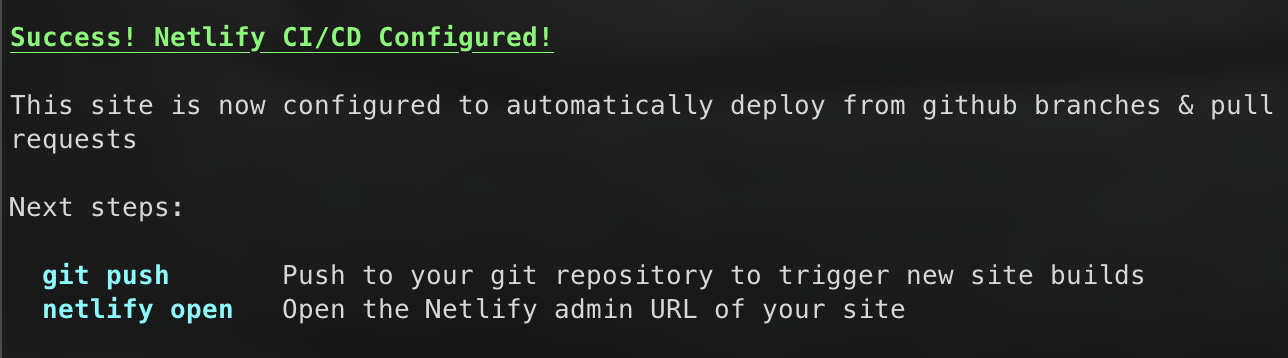 Success! Netlify CI/CD Configured!
This site is now configured to automatically deploy from github branches & pull
requests
Next steps:
git push Push to your git repository to trigger new site builds
netlify open Open the Netlify admin URL of your site